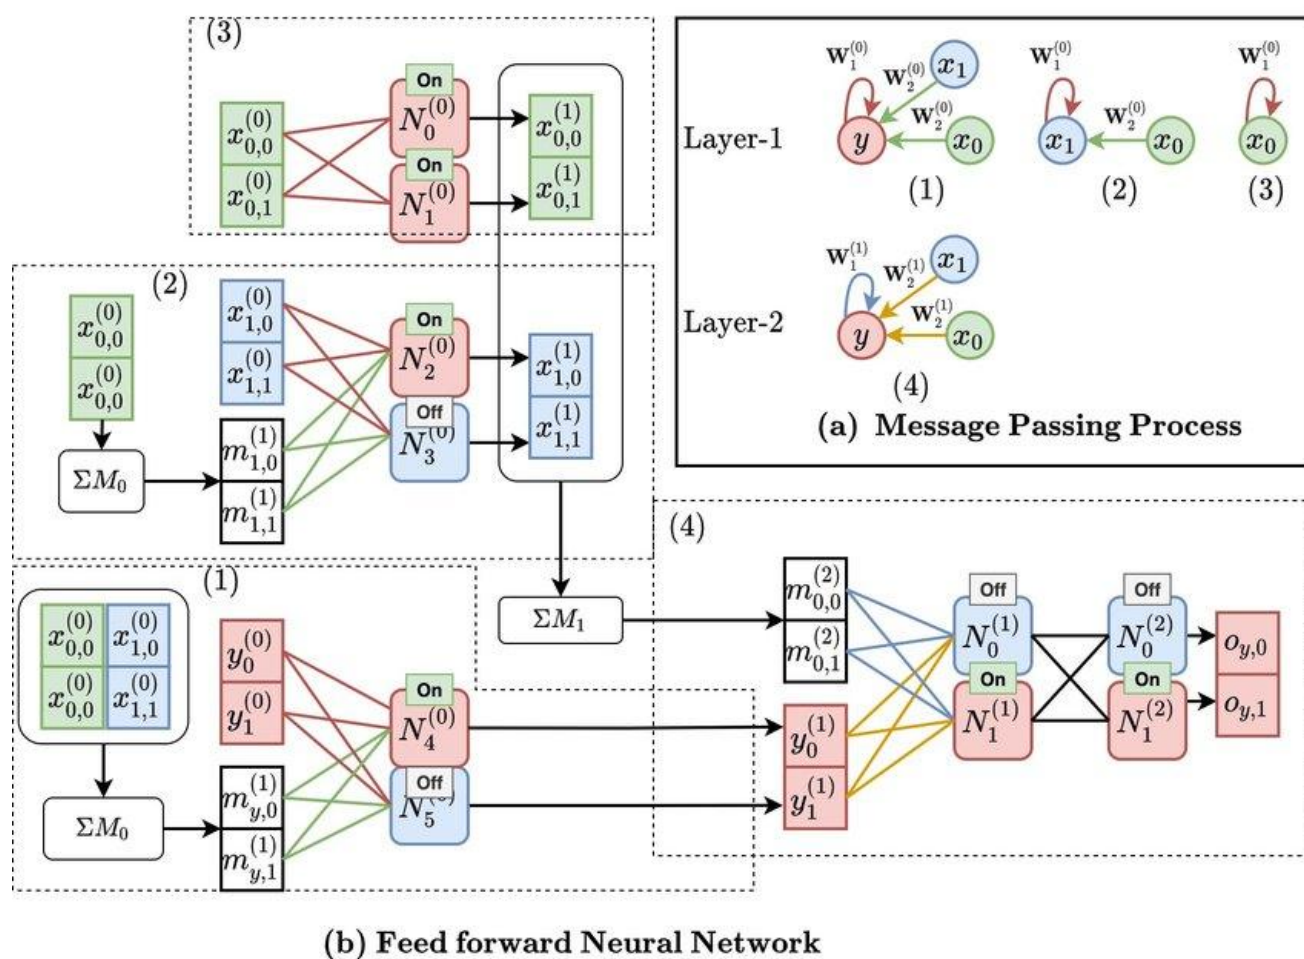 (3)
x_{0,0}^{(0)}
x_{0,1}^{(0)}
On
N_0^{(0)}
On
N_1^{(0)}
x_{0,0}^{(1)}
x_{0,1}^{(1)}
(2)
x_{0,0}^{(0)}
x_{0,0}^{(0)}
ΣM_0
x_{1,0}^{(0)}
x_{1,1}^{(0)}
m_{1,0}^{(1)}
m_{1,1}^{(1)}
On
N_2^{(0)}
Off
N_3^{(0)}
x_{1,0}^{(1)}
x_{1,1}^{(1)}
(1)
x_{0,0}^{(0)} x_{1,0}^{(0)}
x_{0,0}^{(0)} x_{1,1}^{(0)}
ΣM_0
y_0^{(0)}
y_1^{(0)}
m_{y,0}^{(1)}
m_{y,1}^{(1)}
On
N_4^{(0)}
Off
N_5^{(0)}
ΣM_1
(4)
m_{0,0}^{(2)}
m_{0,1}^{(2)}
y_0^{(1)}
y_1^{(1)}
Off
N_0^{(1)}
On
N_1^{(1)}
Off
N_0^{(2)}
On
N_1^{(2)}
o_{y,0}
o_{y,1}
Layer-1
W_1^{(0)}
W_2^{(0)}
x_1
W_2^{(0)}
y
x_0
(1)
W_1^{(0)}
W_2^{(0)}
x_1
x_0
(2)
W_1^{(0)}
x_0
(3)
Layer-2
W_1^{(1)}
W_2^{(1)}
x_1
W_2^{(1)}
y
x_0
(4)
(a) Message Passing Process
(b) Feed forward Neural Network